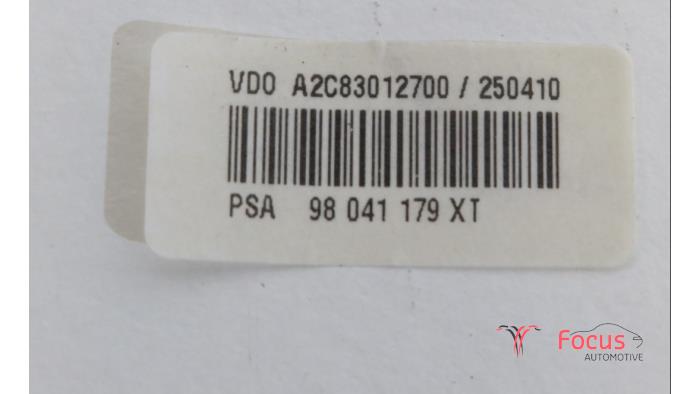 VDO A2C83012700 / 250410
PSA 98 041 179 XT
Focus
AUTOMOTIVE